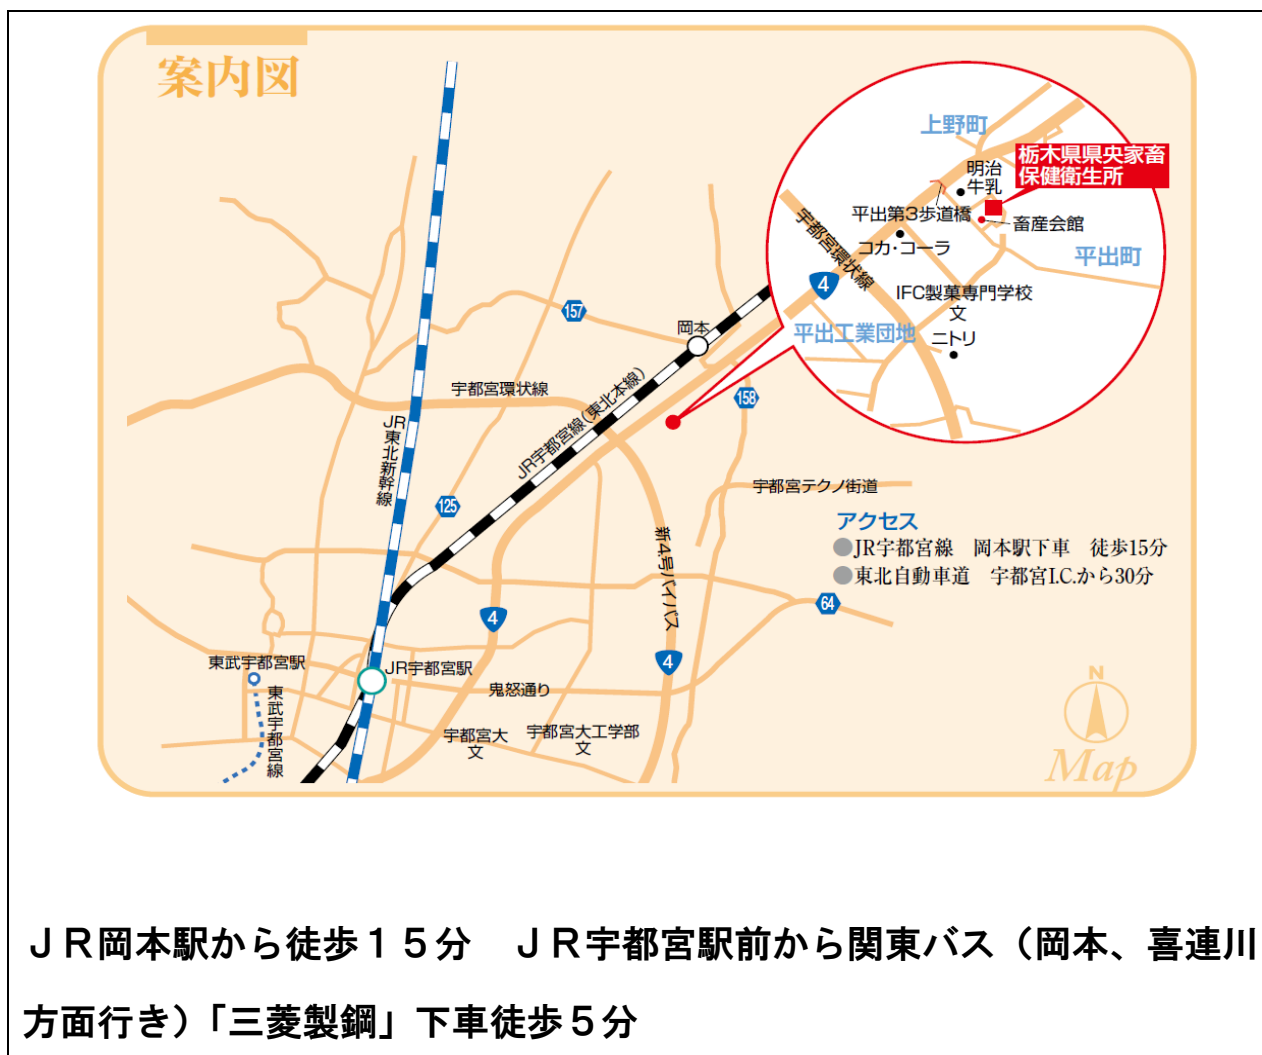 案内図
上野町
栃木県県央家畜
保健衛生所
明治
牛乳
平出第3歩道橋
畜産会館
コカ・コーラ
平出町
宇都宮環状線
4
IFC製菓専門学校
文
平出工業団地
ニトリ
157
岡本
宇都宮環状線
JR宇都宮線(東北本線)
158
JR東北新幹線
125
宇都宮テクノ街道
アクセス
●JR宇都宮線 岡本駅下車 徒歩15分
●東北自動車道 宇都宮I.C.から30分
新4号バイパス
64
4
4
東武宇都宮駅
JR宇都宮駅
鬼怒通り
東武宇都宮線
宇都宮大
文
宇都宮大工学部
文
N
Map
ＪＲ岡本駅から徒歩１５分　ＪＲ宇都宮駅前から関東バス（岡本、喜連川
方面行き）「三菱製鋼」下車徒歩５分